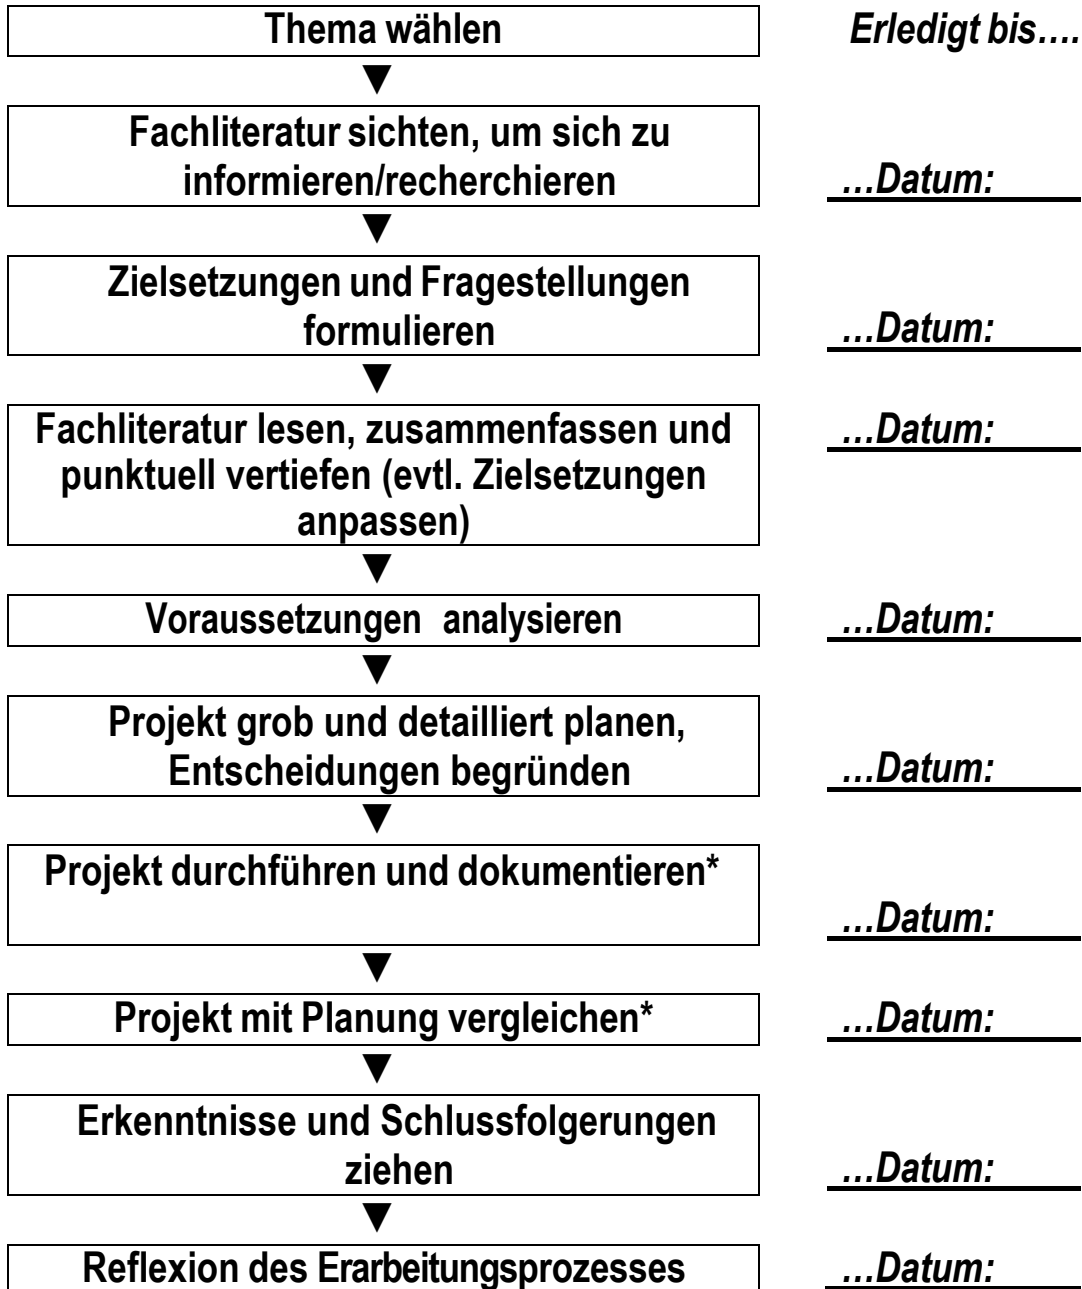 Thema wählen
Erledigt bis….
Fachliteratur sichten, um sich zu
informieren/recherchieren
…Datum:
Zielsetzungen und Fragestellungen
formulieren
…Datum:
Fachliteratur lesen, zusammenfassen und
…Datum:
punktuell vertiefen (evtl. Zielsetzungen
anpassen)
Voraussetzungen analysieren
…Datum:
Projekt grob und detailliert planen,
Entscheidungen begründen
…Datum:
Projekt durchführen und dokumentieren*
…Datum:
Projekt mit Planung vergleichen*
…Datum:
Erkenntnisse und Schlussfolgerungen
ziehen
…Datum:
Reflexion des Erarbeitungsprozesses
…Datum: